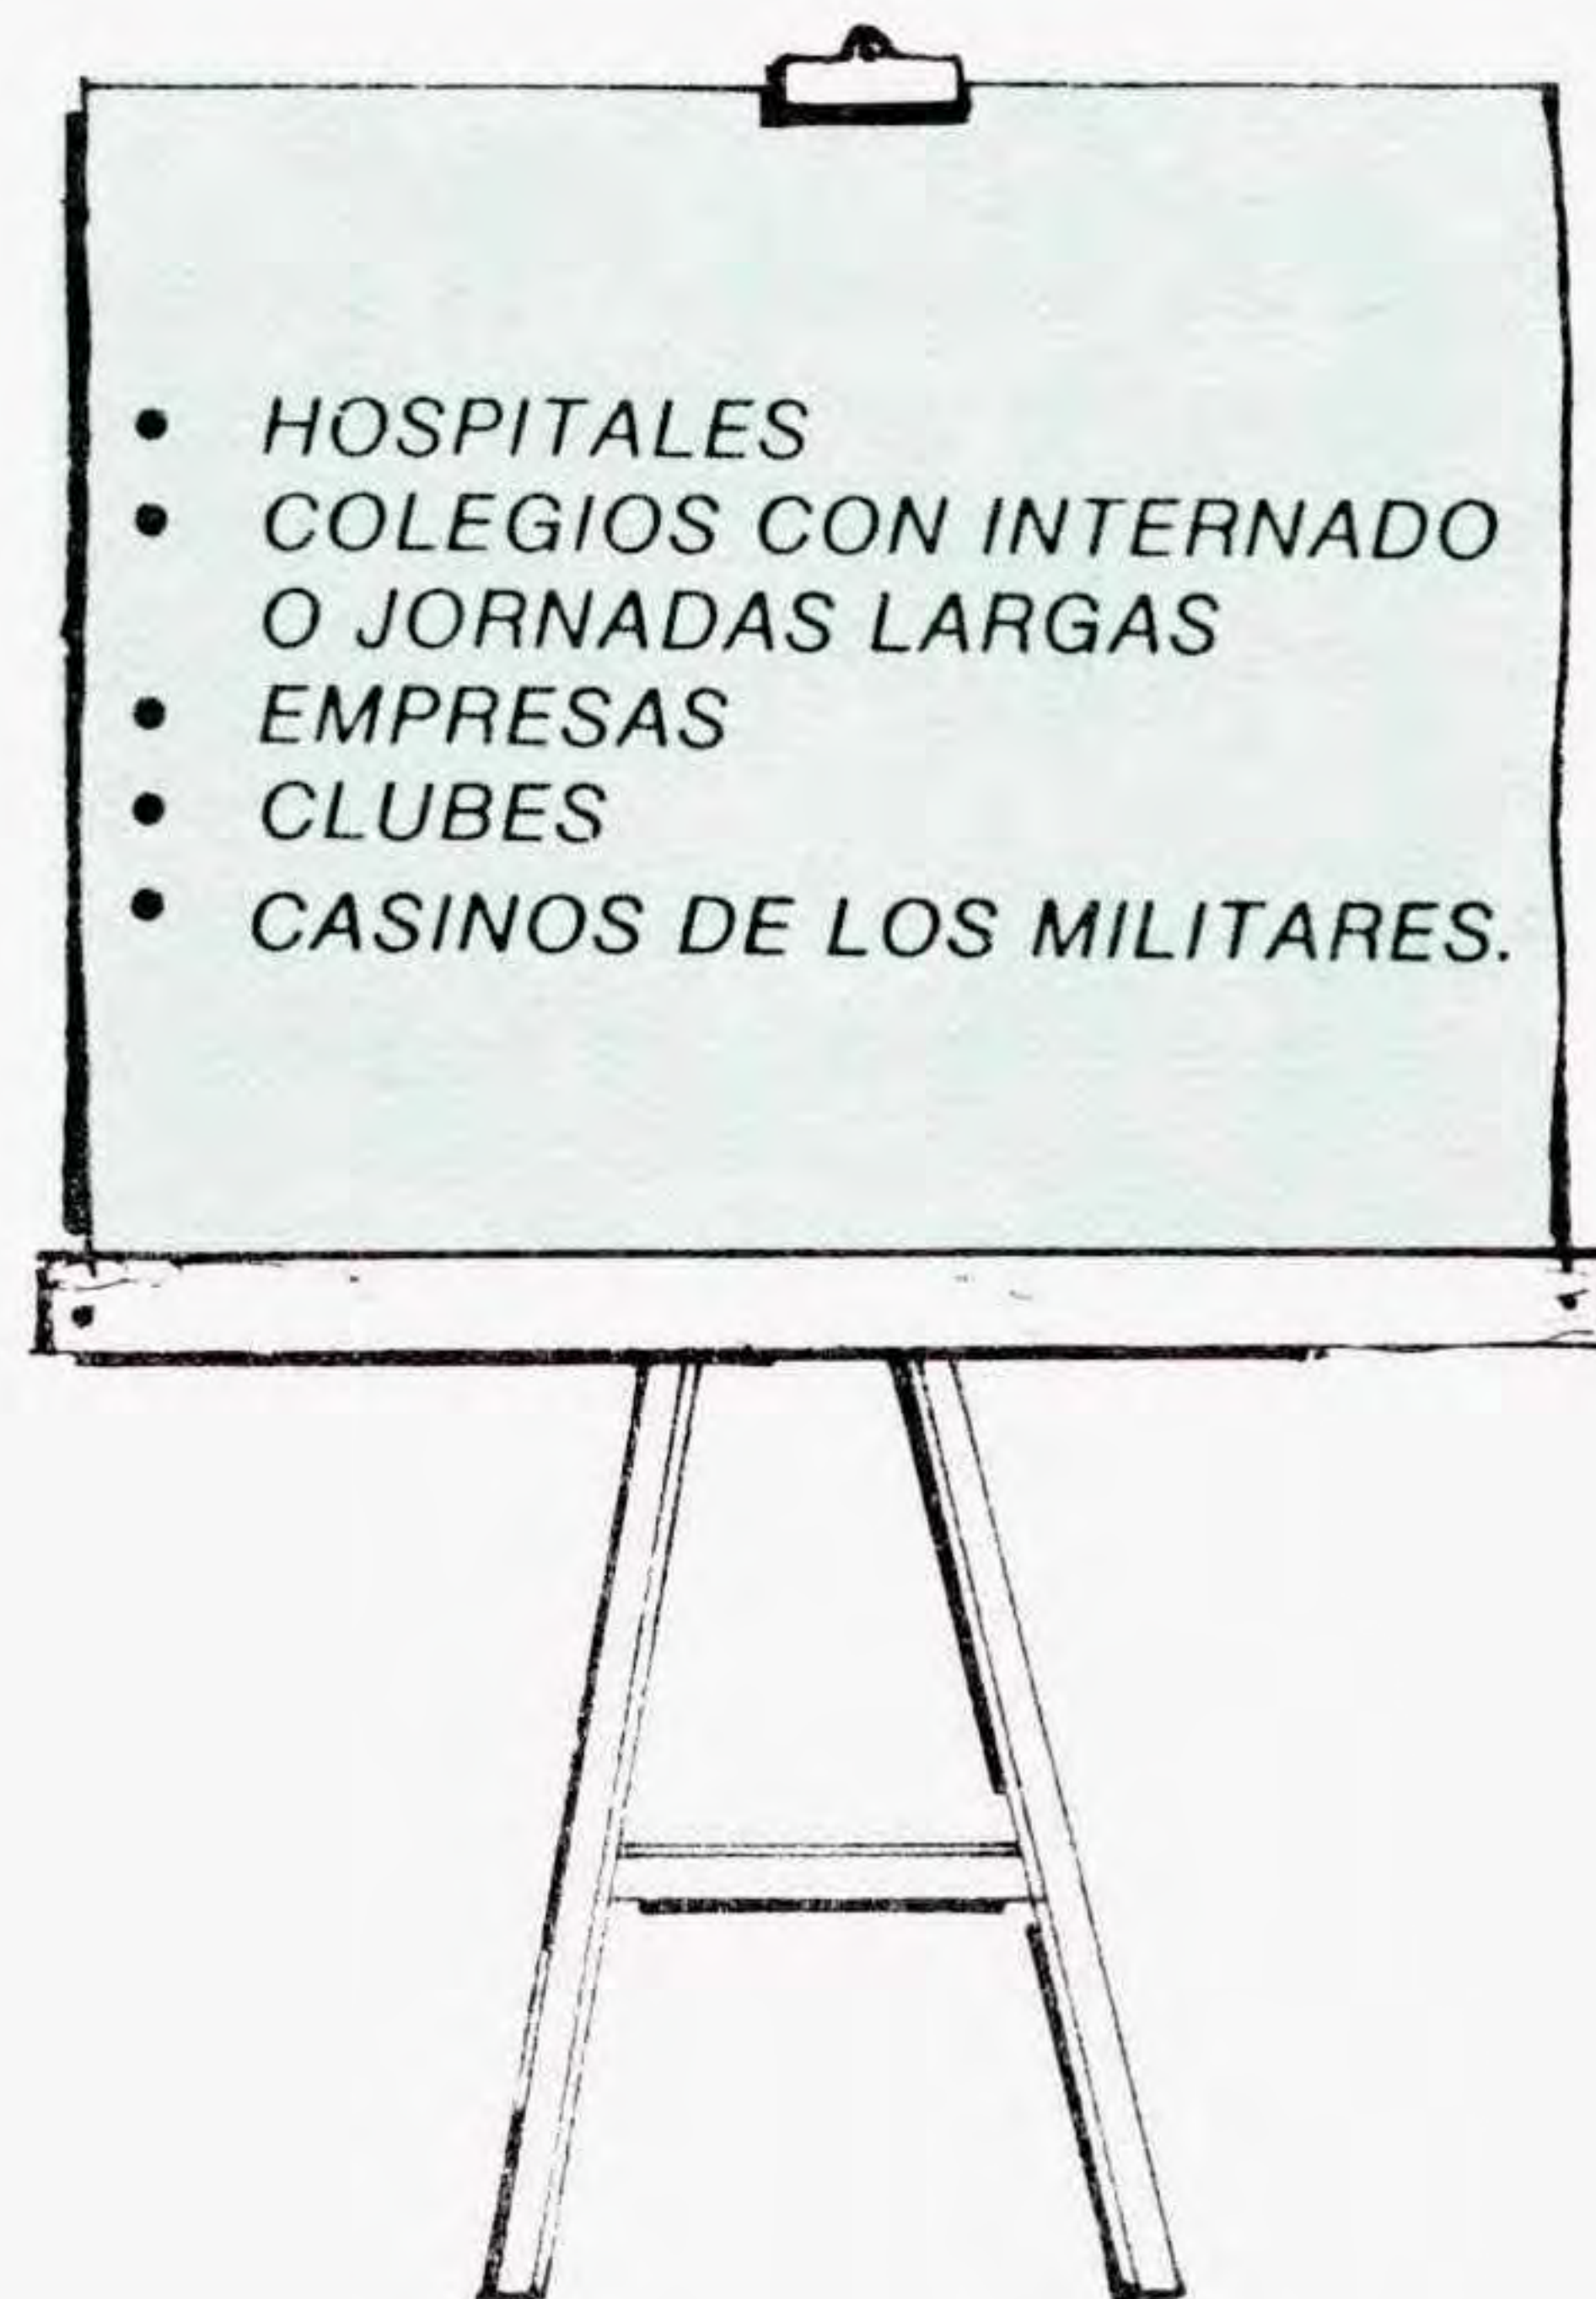 • HOSPITALES
• COLEGIOS CON INTERNADO
O JORNADAS LARGAS
• EMPRESAS
• CLUBES
• CASINOS DE LOS MILITARES.